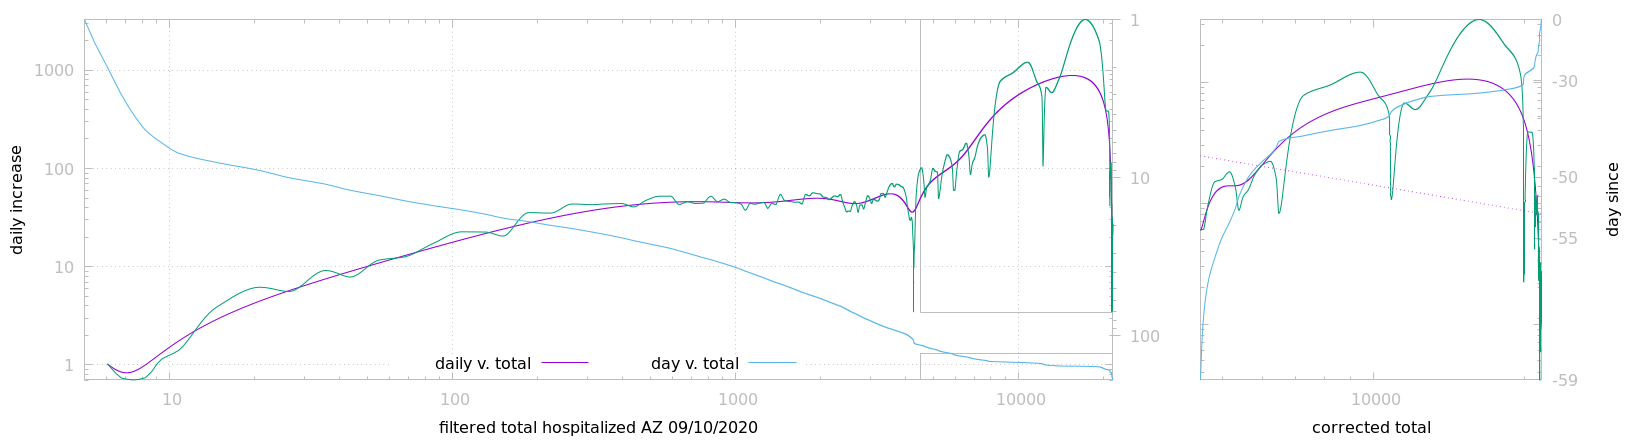 daily increase
1000
100
10
1
10
100
1000
10000
1
10
100
daily v. total
day v. total
filtered total hospitalized AZ 09/10/2020
10000
corrected total
0
-30
-50
-55
-59
day since